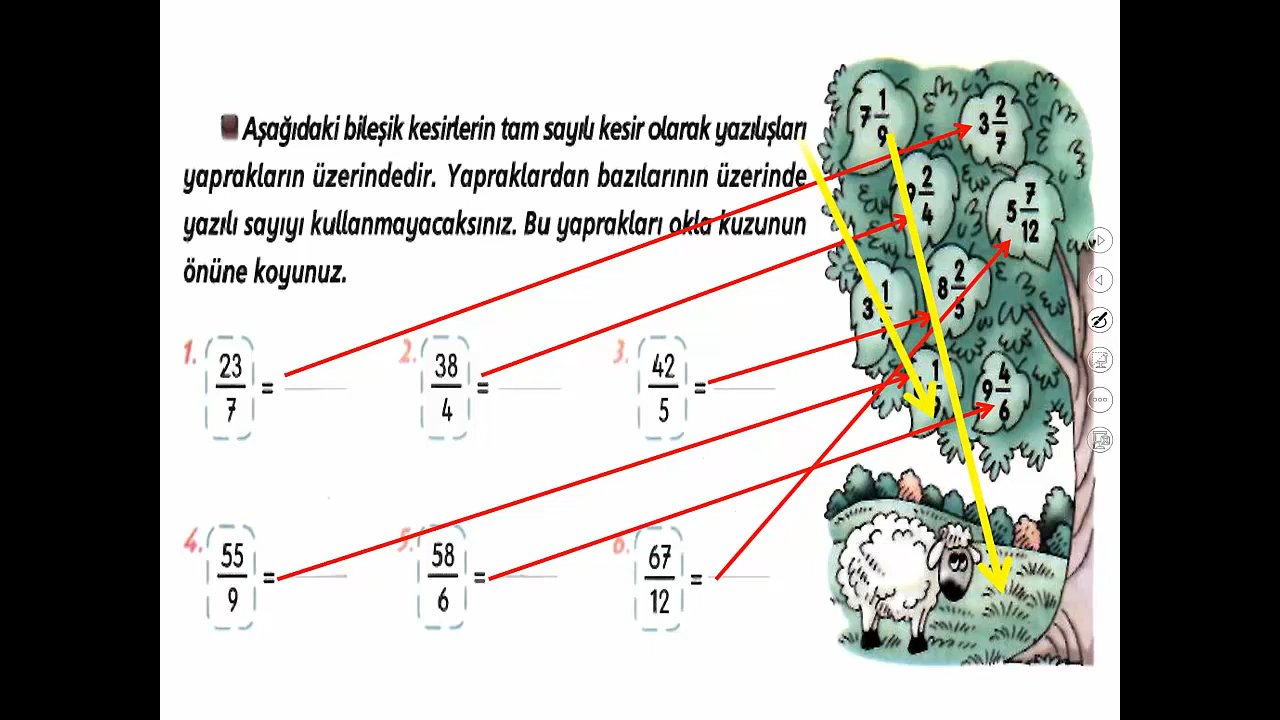 Aşağıdaki bileşik kesirlerin tam sayılı kesir olarak yazılışları
yaprakların üzerindedir. Yapraklardan bazılarının üzerinde
yazılı sayıyı kullanmayacaksınız. Bu yaprakları okla kuzunun
önüne koyunuz.
1. 23/7 =
2. 38/4 =
3. 42/5 =
4. 55/9 =
5. 58/6 =
6. 67/12 =
7 1/9
3 2/7
9 2/4
5 7/12
8 2/5
3 1/
1/
9 4/6